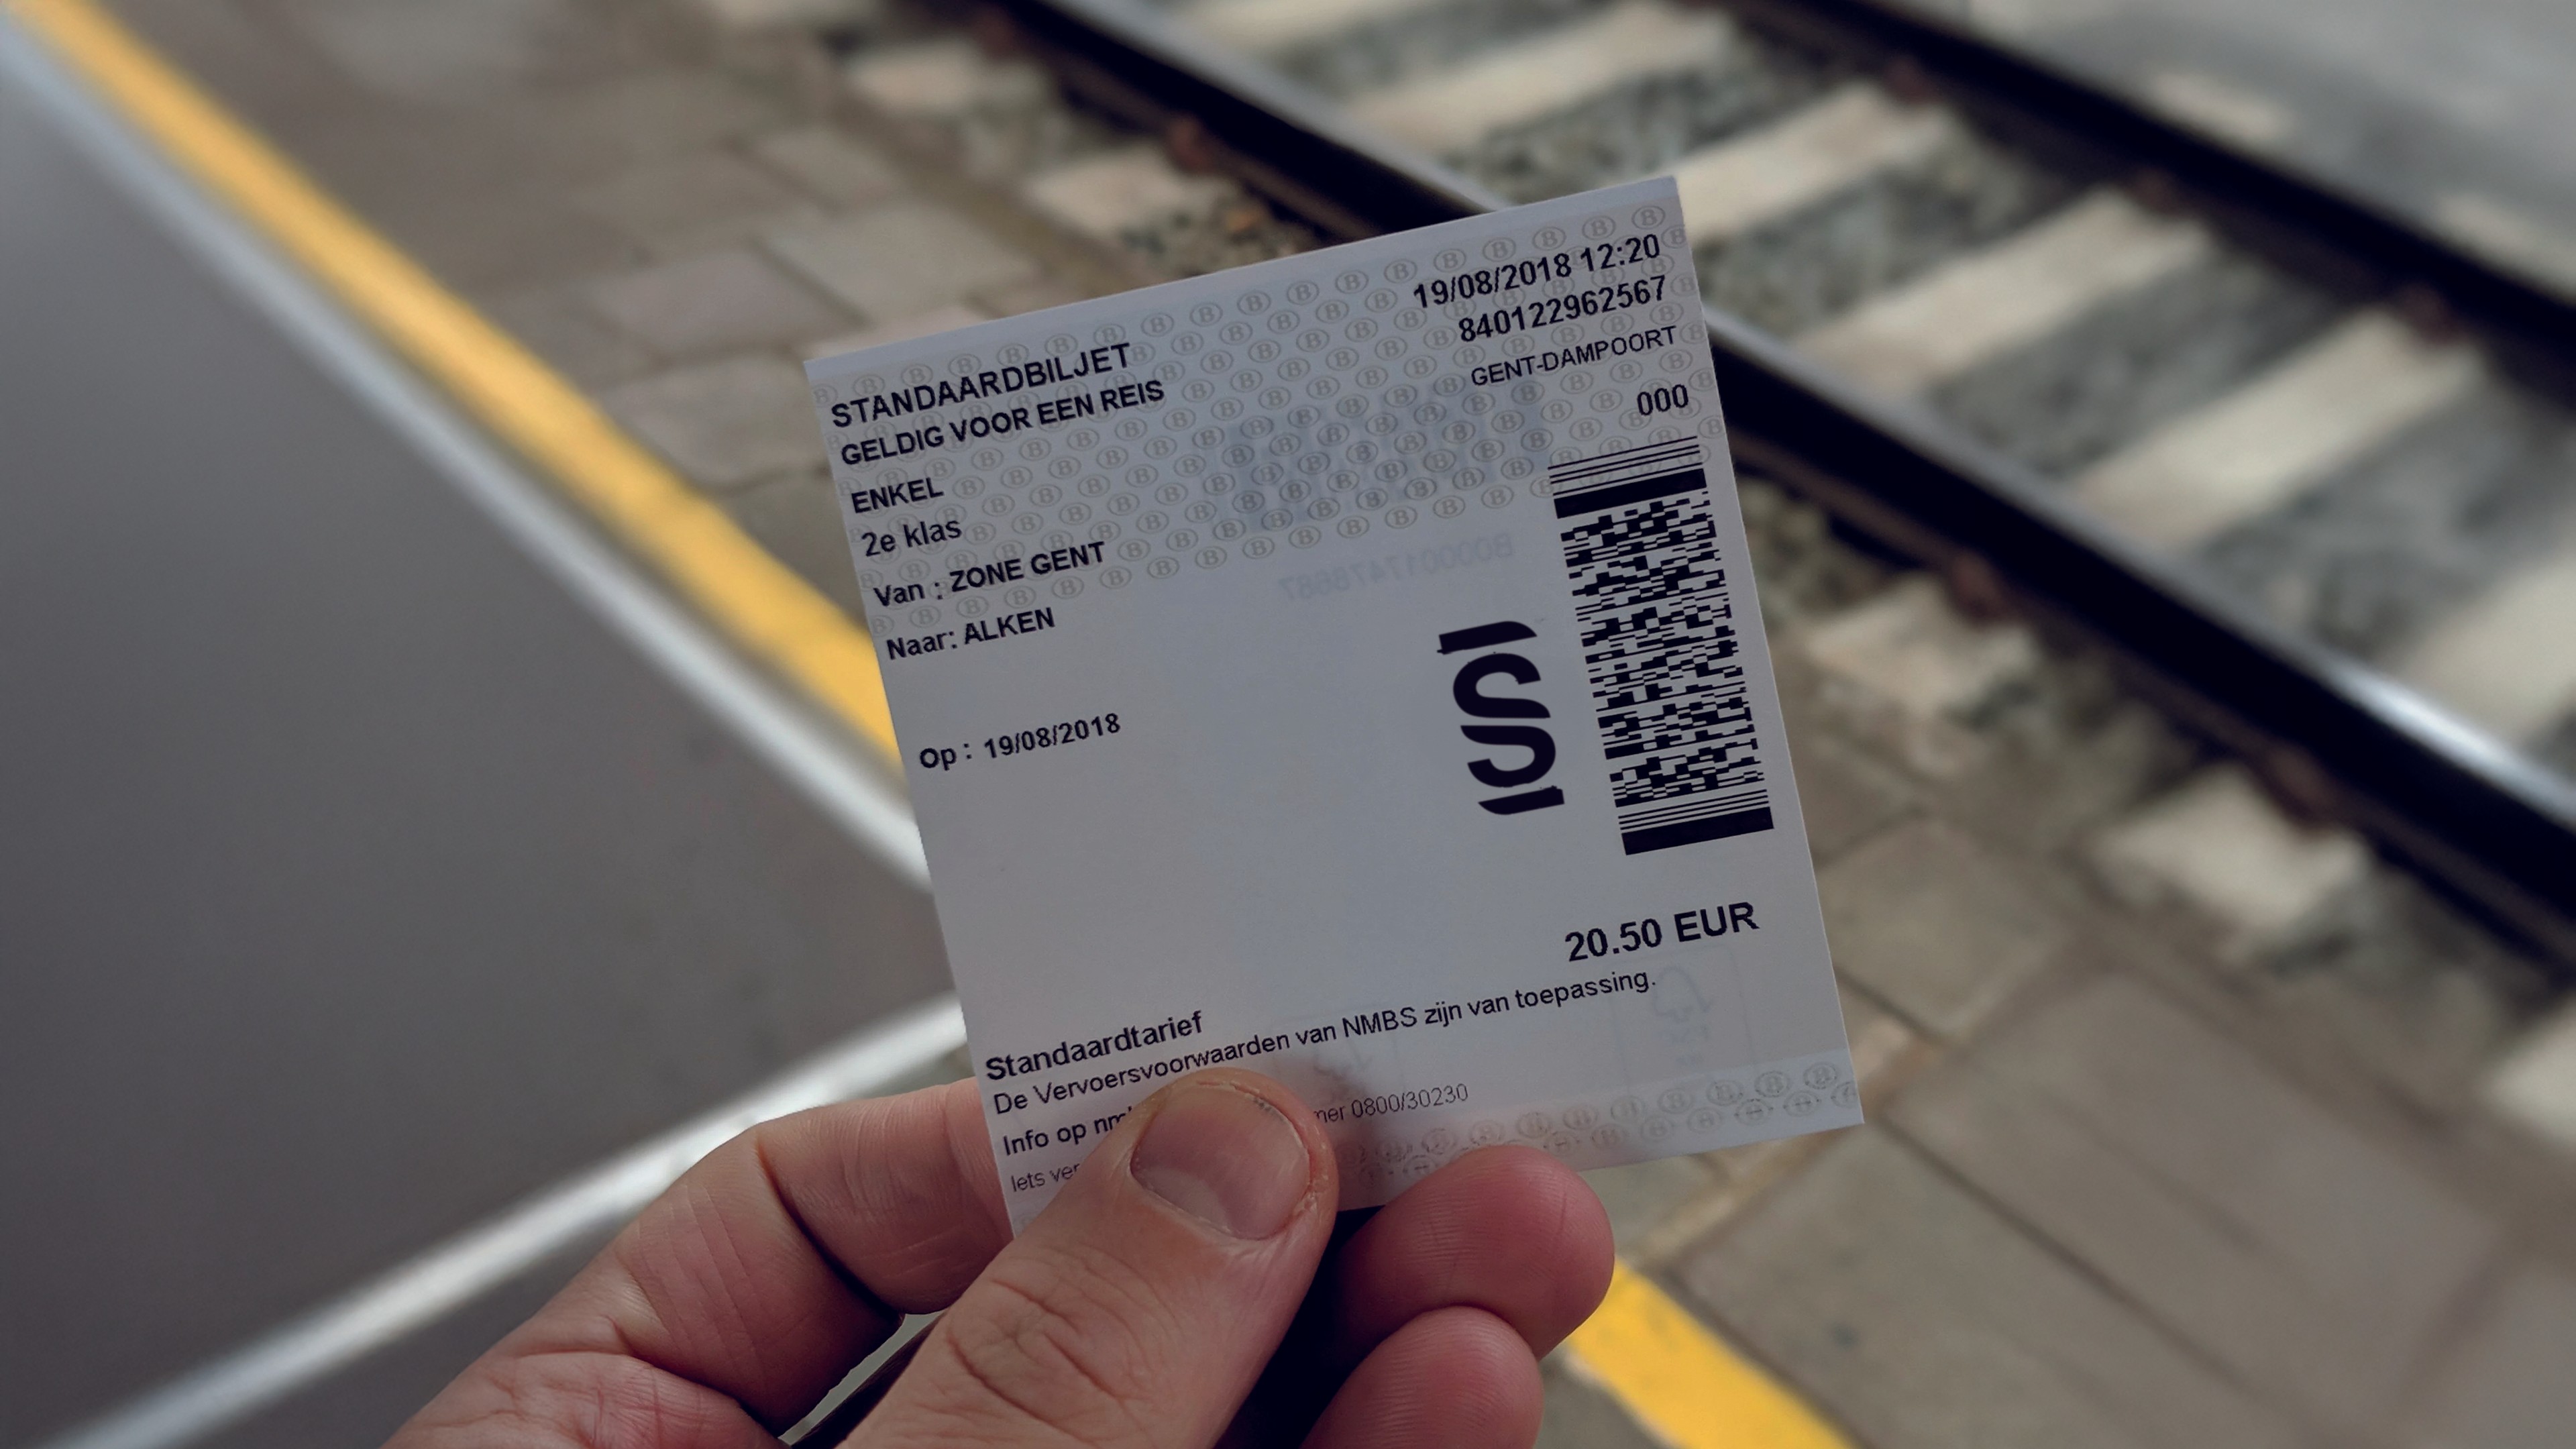 STANDAARDBILJET
GELDIG VOOR EEN REIS
ENKEL
2e klas
Van : ZONE GENT
Naar: ALKEN
Op : 19/08/2018
19/08/2018 12:20
840122962567
GENT-DAMPOORT
000
20.50 EUR
Standaardtarief
De Vervoersvoorwaarden van NMBS zijn van toepassing.
Info op 0800/30230
Iets